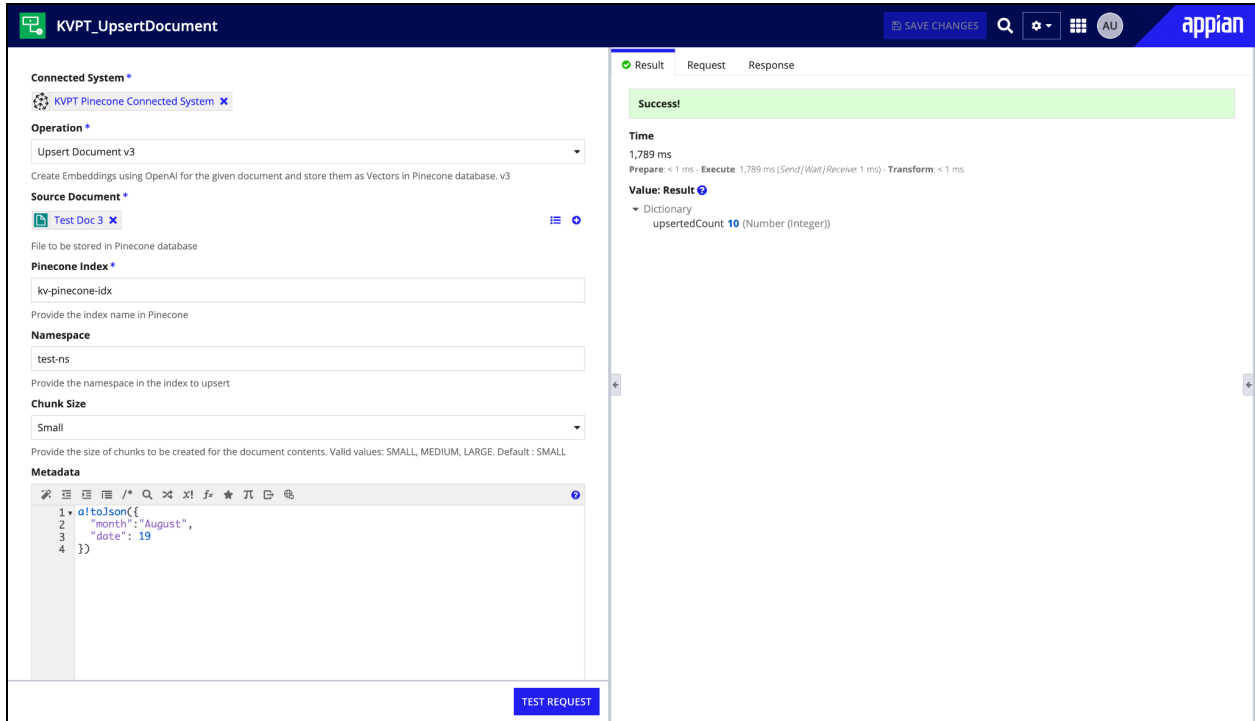 KVPT_UpsertDocument
SAVE CHANGES
AU
appian
Connected System *
KVPT Pinecone Connected System
Operation *
Upsert Document v3
Create Embeddings using OpenAI for the given document and store them as Vectors in Pinecone database. v3
Source Document *
Test Doc 3
File to be stored in Pinecone database
Pinecone Index *
kv-pinecone-idx
Provide the index name in Pinecone
Namespace
test-ns
Provide the namespace in the index to upsert
Chunk Size
Small
Provide the size of chunks to be created for the document contents. Valid values: SMALL, MEDIUM, LARGE. Default : SMALL
Metadata
/* x! π
1 a!toJson({
2 "month":"August",
3 "date": 19
4 })
TEST REQUEST
Result Request Response
Success!
Time
1,789 ms
Prepare: < 1 ms - Execute: 1,789 ms (Send|Wait|Receive: 1 ms) - Transform: < 1 ms
Value: Result
Dictionary
upsertedCount 10 (Number (Integer))